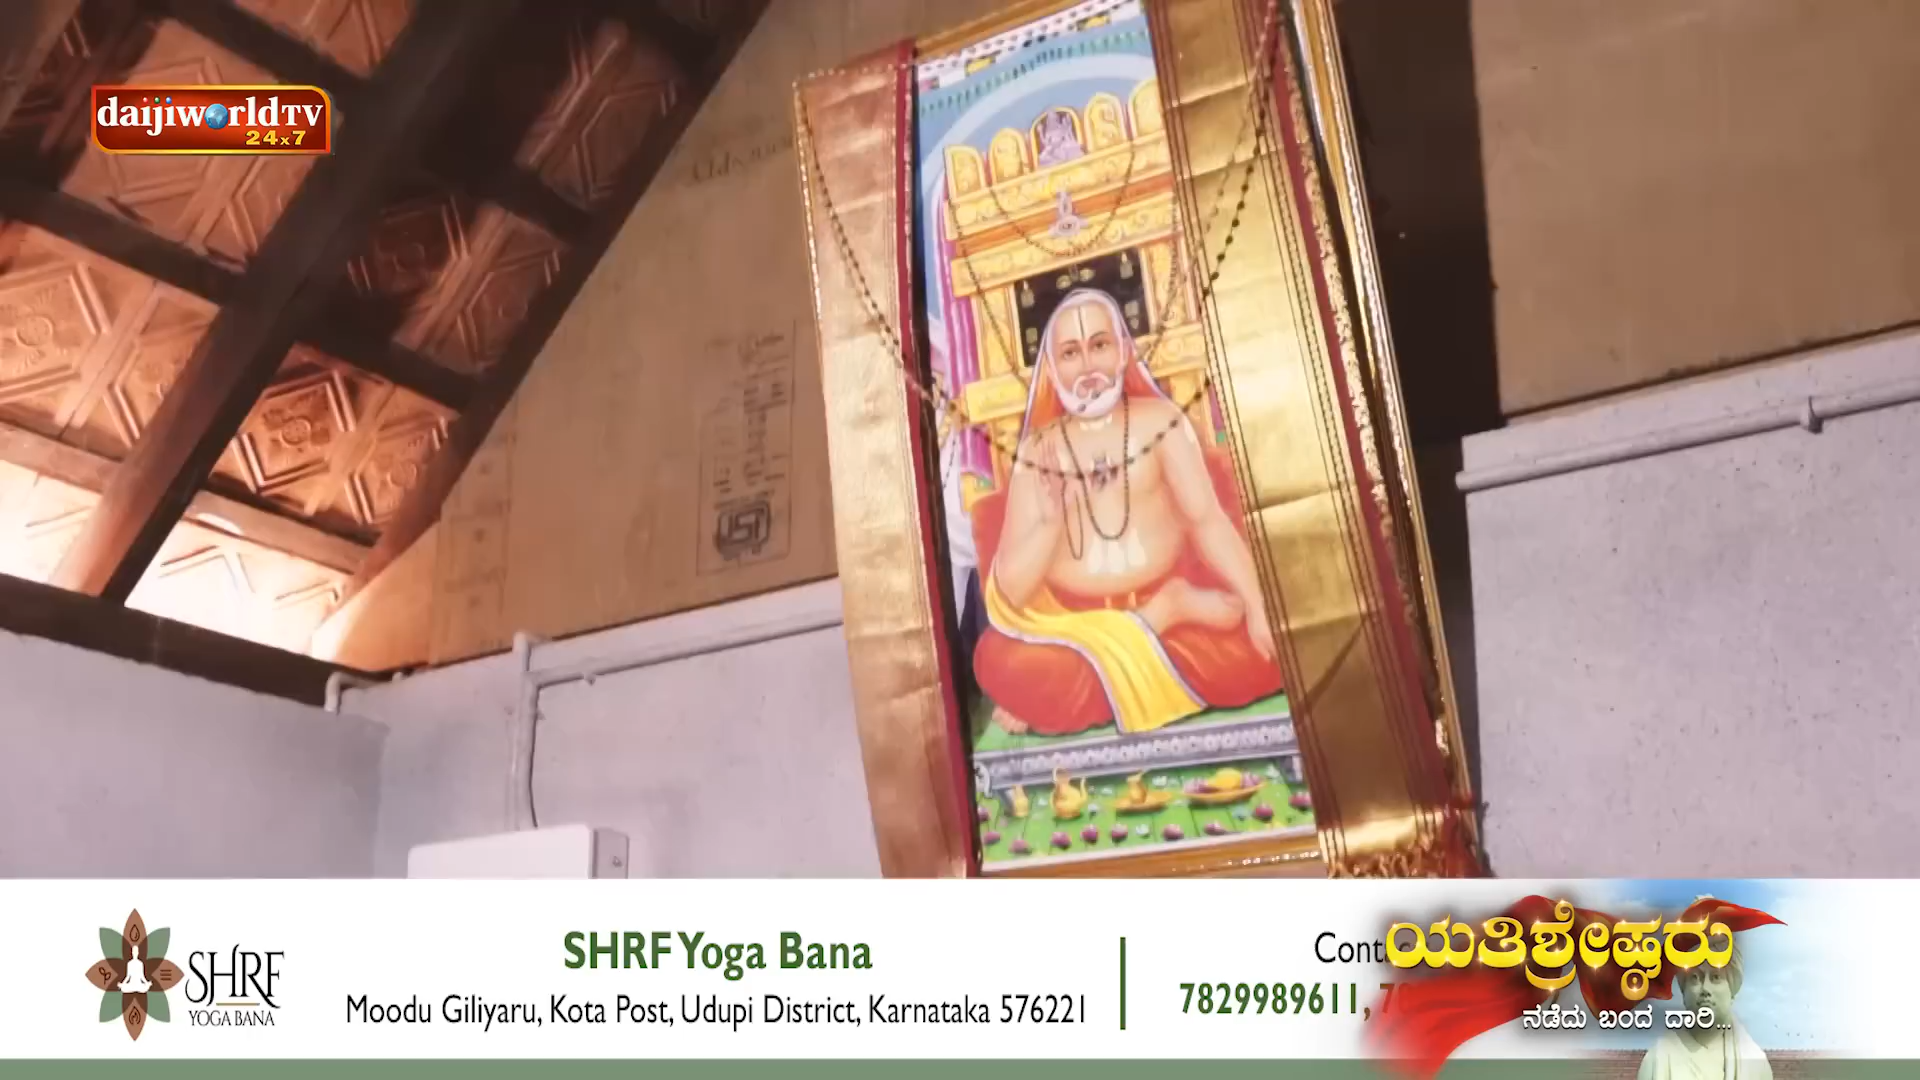 daijiworldTV
24x7
SHRF
YOGA BANA
SHRF Yoga Bana
Moodu Giliyaru, Kota Post, Udupi District, Karnataka 576221
7829989611,
ಯತಿಶ್ರೇಷ್ಠರು
ನಡೆದು ಬಂದ ದಾರಿ...